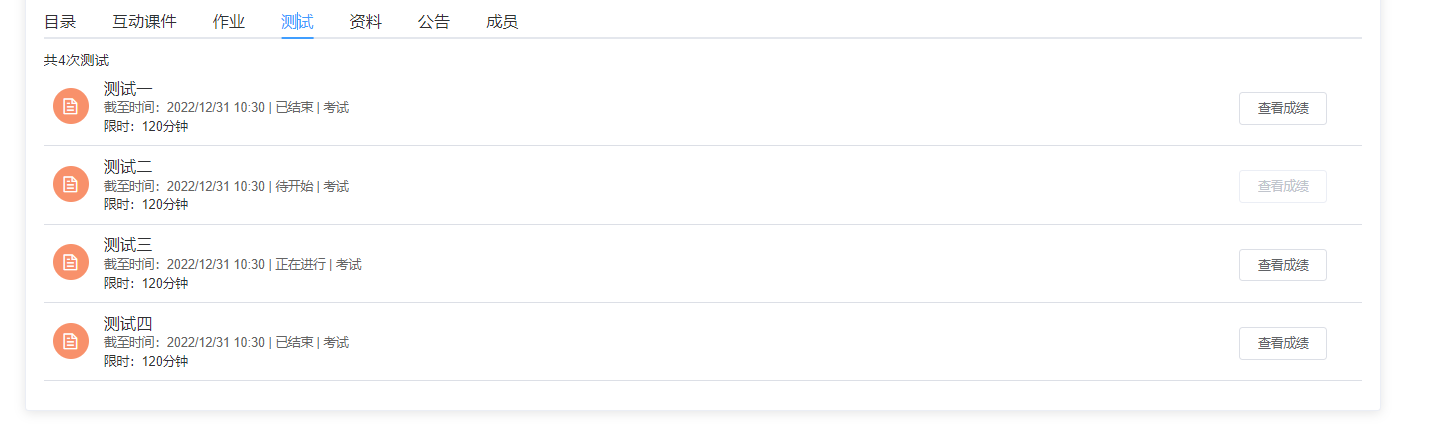 目录 互动课件 作业 测试 资料 公告 成员
共4次测试
测试一
截至时间：2022/12/31 10:30 | 已结束 | 考试
查看成绩
限时：120分钟
测试二
截至时间：2022/12/31 10:30 | 待开始 | 考试
查看成绩
限时：120分钟
测试三
截至时间：2022/12/31 10:30 | 正在进行 | 考试
查看成绩
限时：120分钟
测试四
截至时间：2022/12/31 10:30 | 已结束 | 考试
查看成绩
限时：120分钟